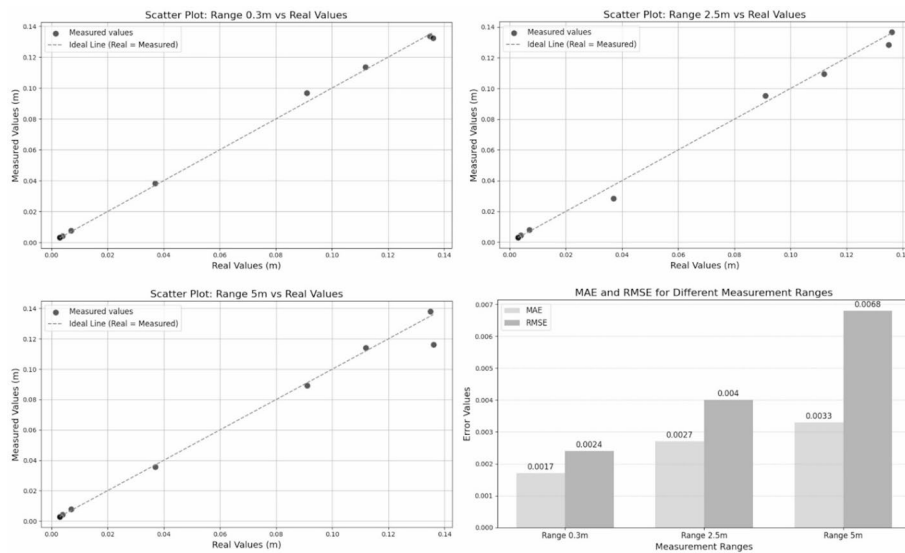 Scatter Plot: Range 0.3m vs Real Values
Measured values
Ideal Line (Real = Measured)
Measured Values (m)
0.14
0.12
0.10
0.08
0.06
0.04
0.02
0.00
0.00 0.02 0.04 0.06 0.08 0.10 0.12 0.14
Real Values (m)
Scatter Plot: Range 2.5m vs Real Values
Measured values
Ideal Line (Real = Measured)
Measured Values (m)
0.14
0.12
0.10
0.08
0.06
0.04
0.02
0.00
0.00 0.02 0.04 0.06 0.08 0.10 0.12 0.14
Real Values (m)
Scatter Plot: Range 5m vs Real Values
Measured values
Ideal Line (Real = Measured)
Measured Values (m)
0.14
0.12
0.10
0.08
0.06
0.04
0.02
0.00
0.00 0.02 0.04 0.06 0.08 0.10 0.12 0.14
Real Values (m)
MAE and RMSE for Different Measurement Ranges
MAE
RMSE
Error Values
0.007
0.006
0.005
0.004
0.003
0.002
0.001
0.000
0.0017
0.0024
0.0027
0.004
0.0033
0.0068
Range 0.3m Range 2.5m Range 5m
Measurement Ranges